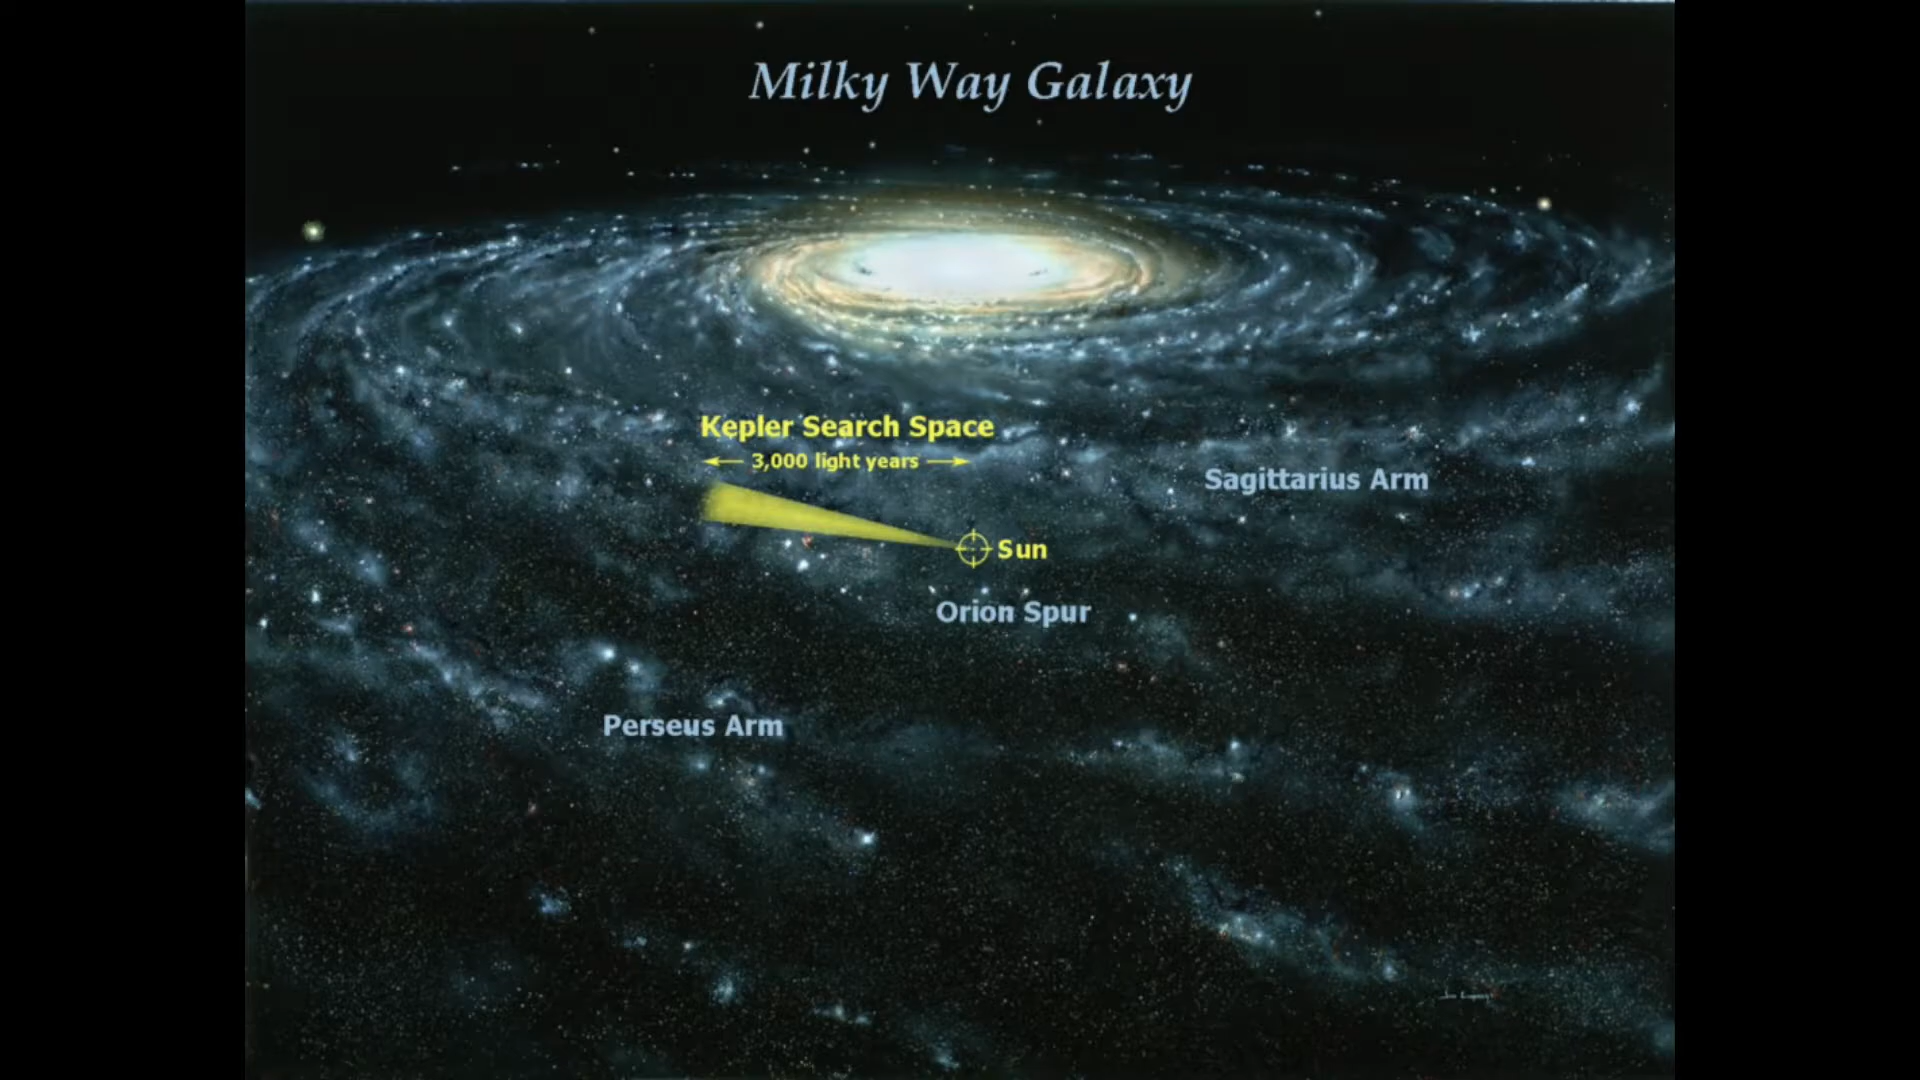 Milky Way Galaxy
Kepler Search Space
3,000 light years
Sagittarius Arm
Sun
Orion Spur
Perseus Arm